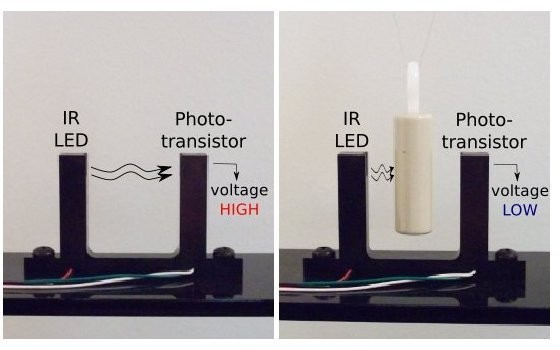 IR
LED
Photo-
transistor
voltage
HIGH
IR
LED
Photo-
transistor
voltage
LOW